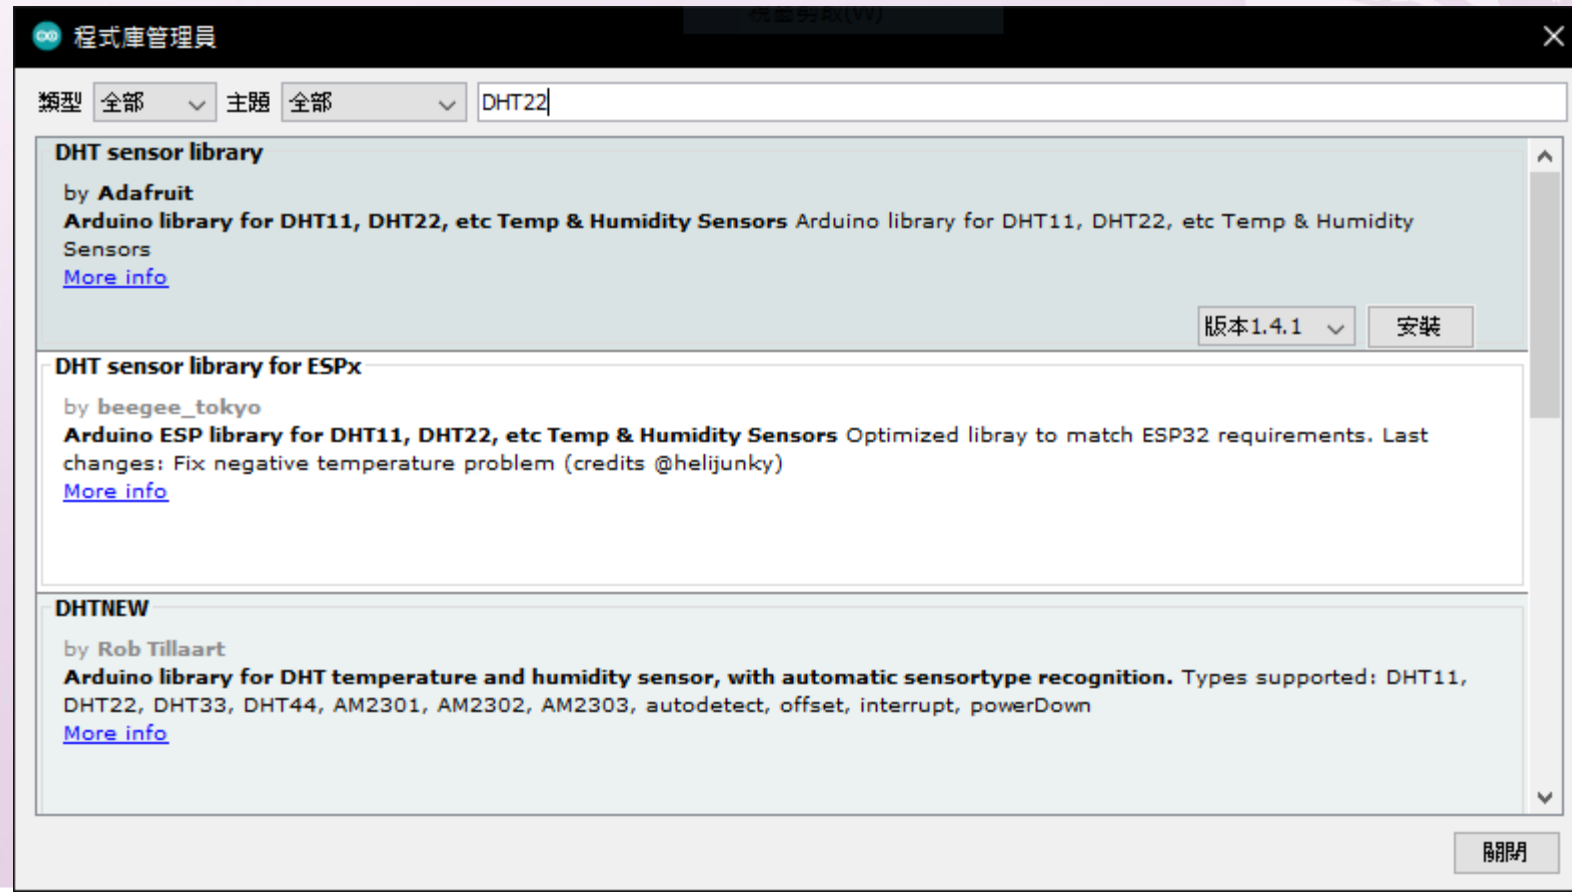 視窗剪取(W)
程式庫管理員
類型 全部 主題 全部 DHT22
DHT sensor library
by Adafruit
Arduino library for DHT11, DHT22, etc Temp & Humidity Sensors Arduino library for DHT11, DHT22, etc Temp & Humidity
Sensors
More info
版本1.4.1 安裝
DHT sensor library for ESPx
by beegee_tokyo
Arduino ESP library for DHT11, DHT22, etc Temp & Humidity Sensors Optimized libray to match ESP32 requirements. Last
changes: Fix negative temperature problem (credits @helijunky)
More info
DHTNEW
by Rob Tillaart
Arduino library for DHT temperature and humidity sensor, with automatic sensortype recognition. Types supported: DHT11,
DHT22, DHT33, DHT44, AM2301, AM2302, AM2303, autodetect, offset, interrupt, powerDown
More info
關閉